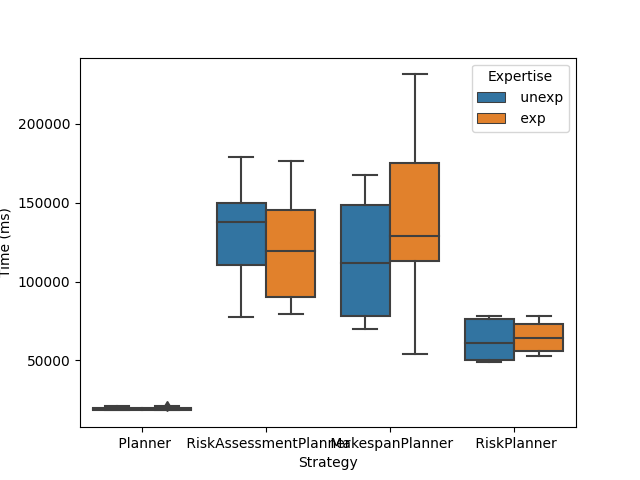 Expertise
unexp
exp
200000
150000
100000
50000
Time (ms)
Planner
RiskAssessmentPlanner
MakespanPlanner
RiskPlanner
Strategy